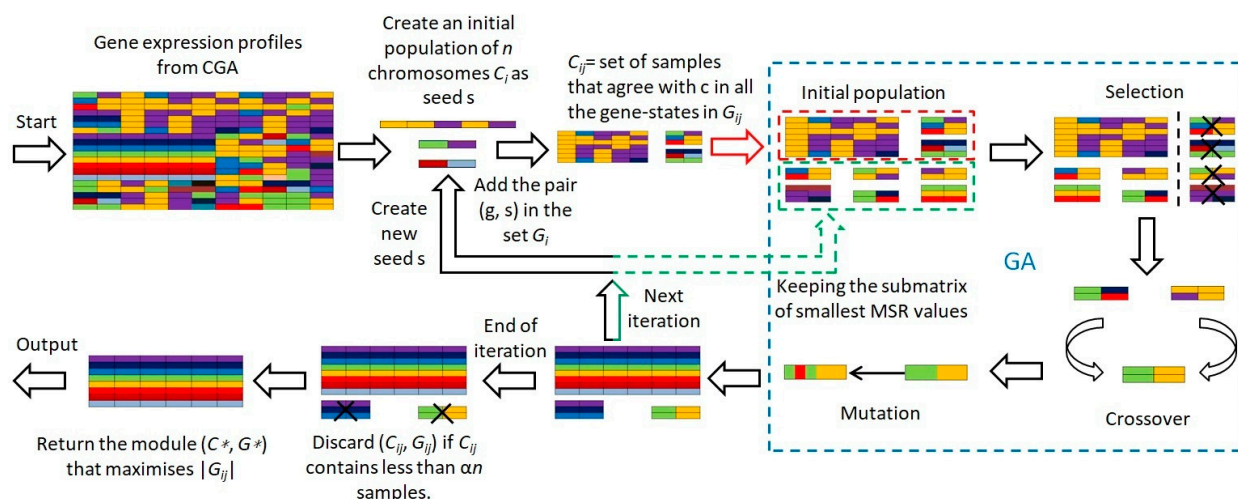 Gene expression profiles
from CGA
Start
Create an initial
population of n
chromosomes Cᵢ as
seed s
Add the pair
(g, s) in the
set Gᵢ
Create
new
seed s
Cᵢⱼ= set of samples
that agree with c in all
the gene-states in Gᵢⱼ
Initial population
Selection
GA
Keeping the submatrix
of smallest MSR values
Crossover
Mutation
Next
iteration
End of
iteration
Discard (Cᵢⱼ, Gᵢⱼ) if Cᵢⱼ
contains less than αn
samples.
Output
Return the module (C*, G*)
that maximises |Gᵢⱼ|